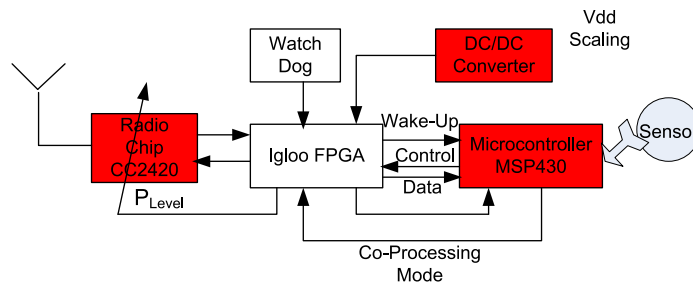 Watch
Dog
DC/DC
Converter
Vdd
Scaling
Radio
Chip
CC2420
Igloo FPGA
Wake-Up
Control
Data
Microcontroller
MSP430
Senso
PLevel
Co-Processing
Mode